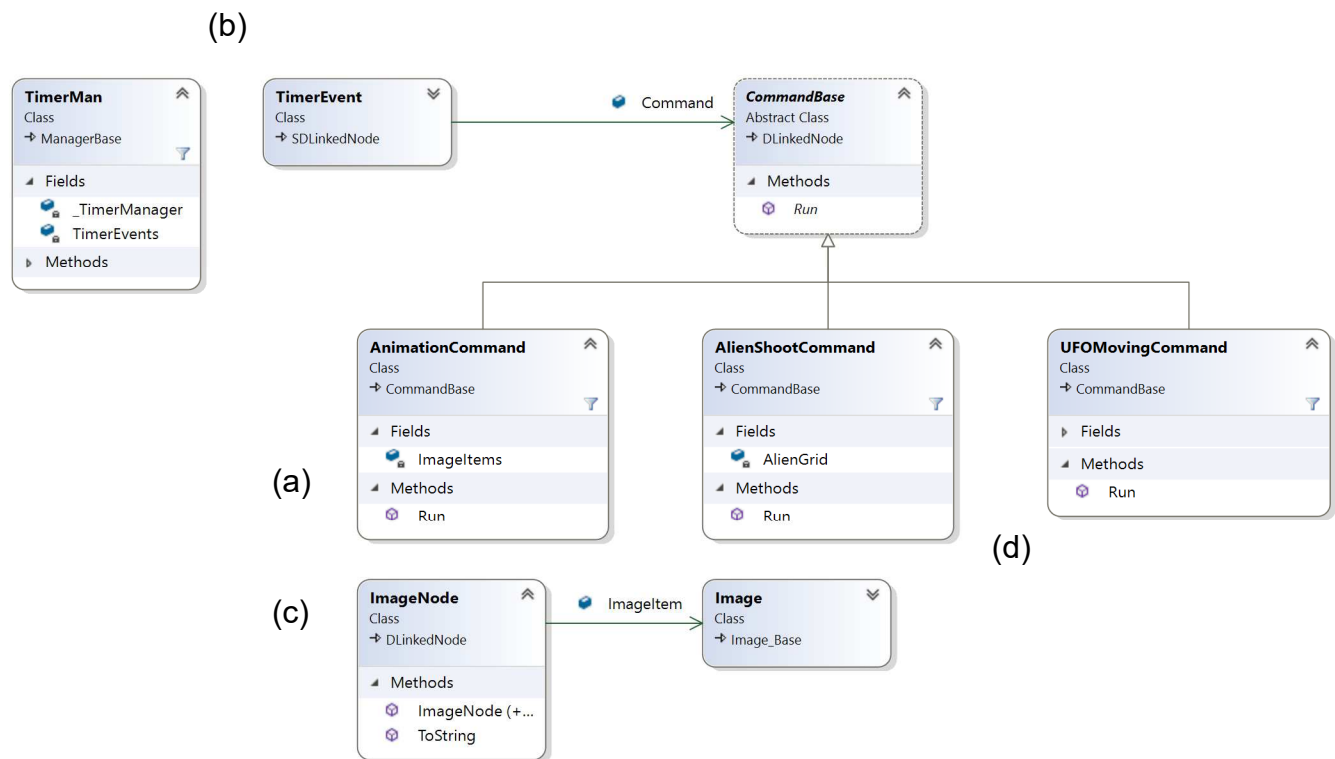 (b)
TimerMan
Class
ManagerBase
Fields
_TimerManager
TimerEvents
Methods
TimerEvent
Class
SDLinkedNode
Command
CommandBase
Abstract Class
DLinkedNode
Methods
Run
AnimationCommand
Class
CommandBase
Fields
ImageItems
Methods
Run
(a)
AlienShootCommand
Class
CommandBase
Fields
AlienGrid
Methods
Run
UFOMovingCommand
Class
CommandBase
Fields
Methods
Run
(d)
(c)
ImageNode
Class
DLinkedNode
Methods
ImageNode (+...
ToString
ImageItem
Image
Class
Image_Base